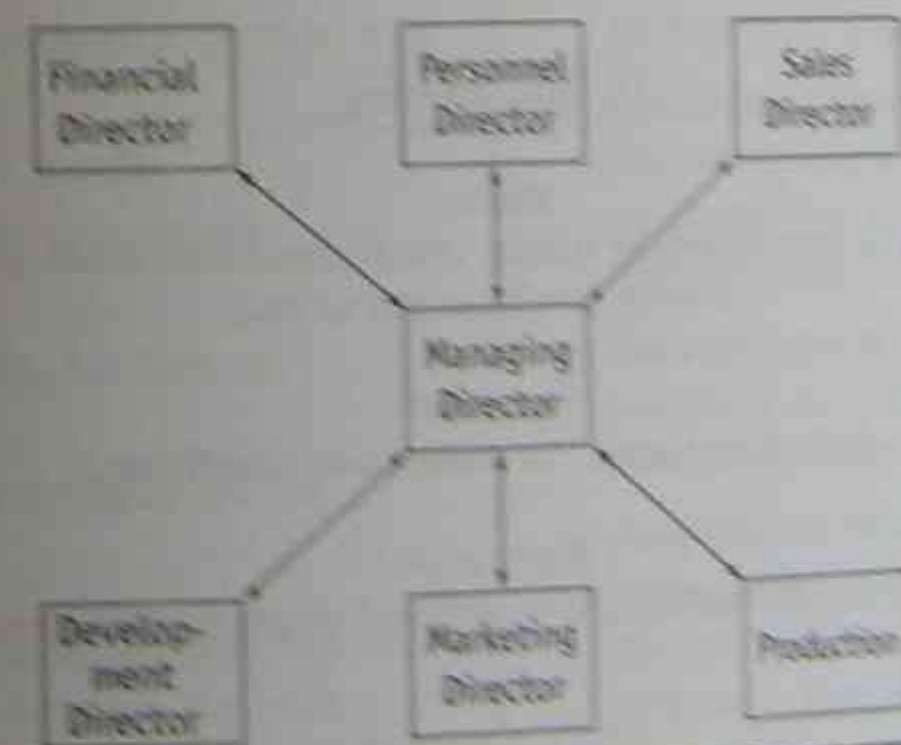 Financial
Director
Personnel
Director
Sales
Director
Managing
Director
Develop-
ment
Director
Marketing
Director
Production